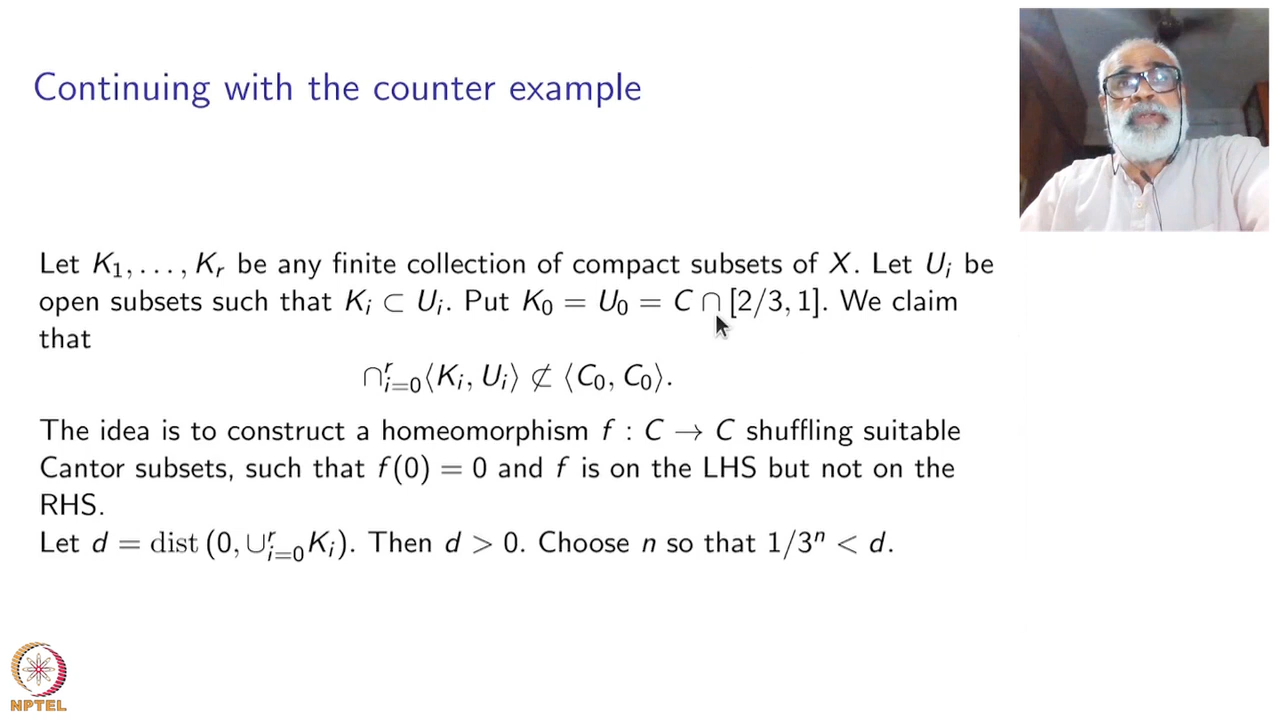 Continuing with the counter example
Let K₁, . . . , Kᵣ be any finite collection of compact subsets of X. Let Uᵢ be
open subsets such that Kᵢ ⊂ Uᵢ. Put K₀ = U₀ = C ∩ [2/3, 1]. We claim
that
∩ʳᵢ₌₀⟨Kᵢ, Uᵢ⟩ ⊄ ⟨C₀, C₀⟩.
The idea is to construct a homeomorphism f : C → C shuffling suitable
Cantor subsets, such that f(0) = 0 and f is on the LHS but not on the
RHS.
Let d = dist (0, ∪ʳᵢ₌₀Kᵢ). Then d > 0. Choose n so that 1/3ⁿ < d.
NPTEL